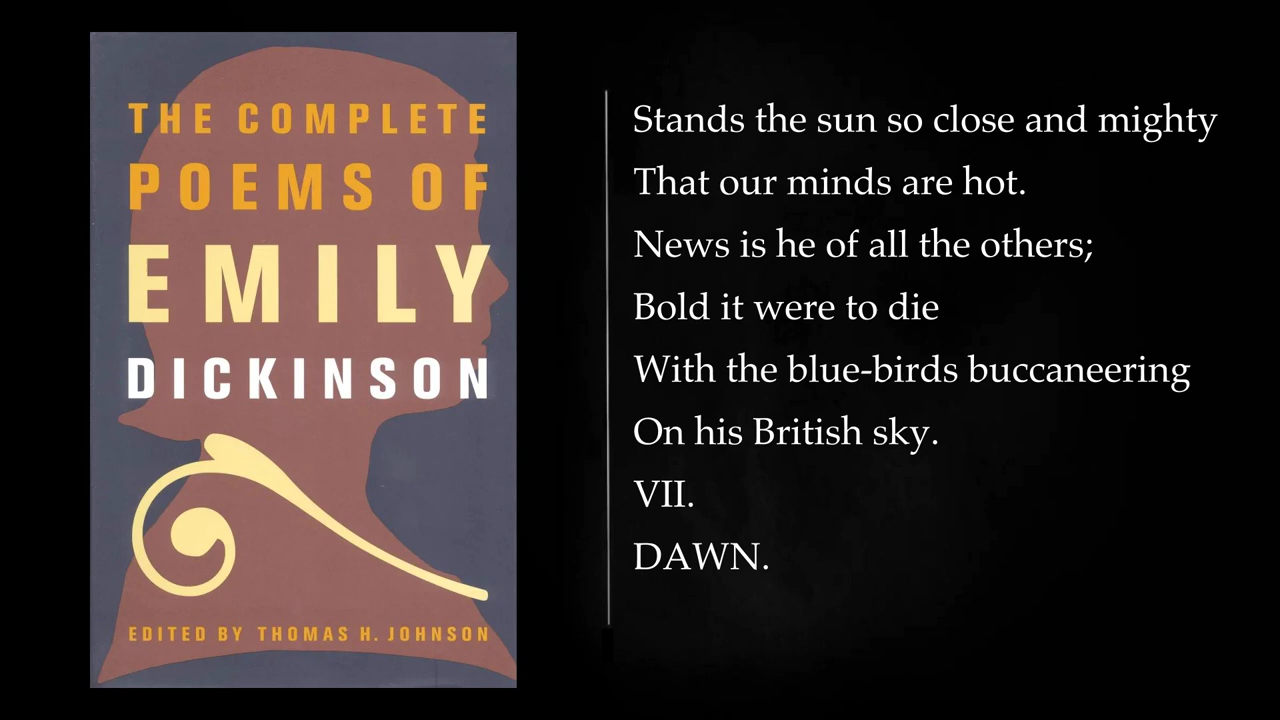 THE COMPLETE
POEMS OF
EMILY
DICKINSON
EDITED BY THOMAS H. JOHNSON
Stands the sun so close and mighty
That our minds are hot.
News is he of all the others;
Bold it were to die
With the blue-birds buccaneering
On his British sky.
VII.
DAWN.